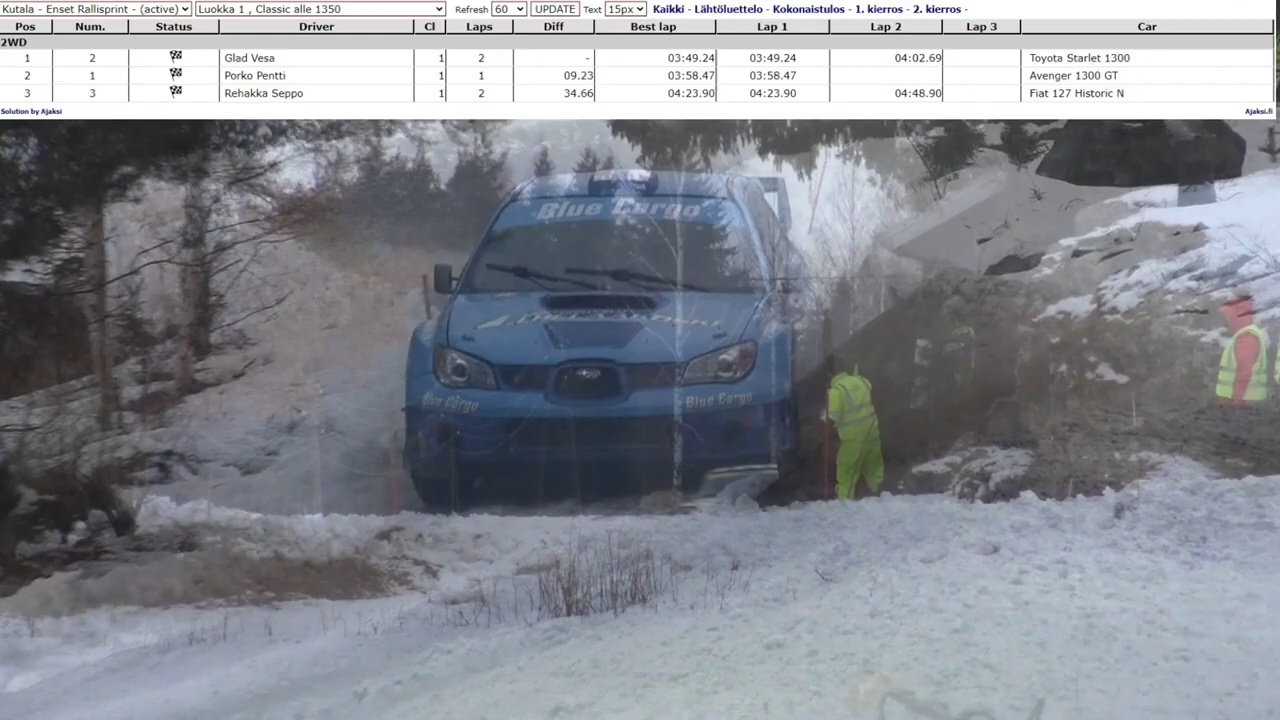 Kutala - Enset Rallisprint - (active) Luokka 1 , Classic alle 1350 Refresh 60 UPDATE Text 15px Kaikki - Lähtöluettelo - Kokonaistulos - 1. kierros - 2. kierros -
Pos Num. Status Driver Cl Laps Diff Best lap Lap 1 Lap 2 Lap 3 Car
2WD
1 2 Glad Vesa 1 2 - 03:49.24 03:49.24 04:02.69 Toyota Starlet 1300
2 1 Porko Pentti 1 1 09.23 03:58.47 03:58.47 Avenger 1300 GT
3 3 Rehakka Seppo 1 2 34.66 04:23.90 04:23.90 04:48.90 Fiat 127 Historic N
Solution by Ajaksi Ajaksi.fi
Blue Cargo
Blue Cargo Blue Cargo